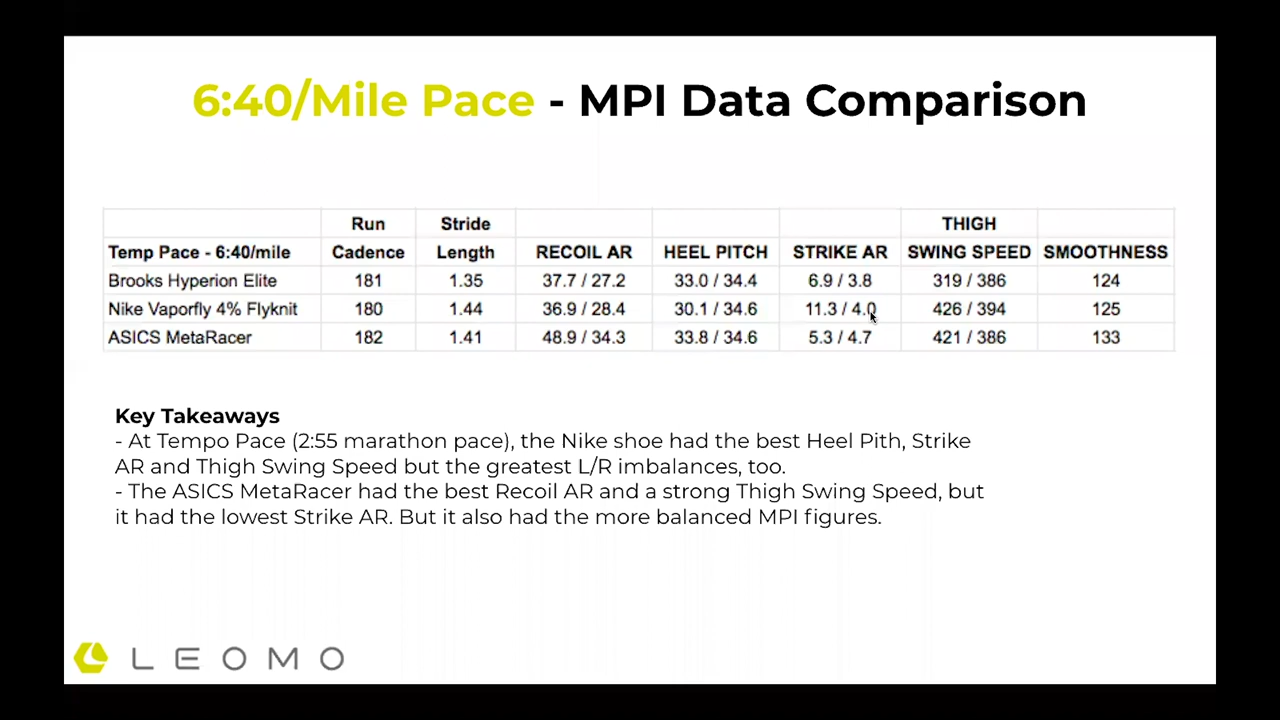 6:40/Mile Pace - MPI Data Comparison
Run Stride THIGH
Temp Pace - 6:40/mile Cadence Length RECOIL AR HEEL PITCH STRIKE AR SWING SPEED SMOOTHNESS
Brooks Hyperion Elite 181 1.35 37.7 / 27.2 33.0 / 34.4 6.9 / 3.8 319 / 386 124
Nike Vaporfly 4% Flyknit 180 1.44 36.9 / 28.4 30.1 / 34.6 11.3 / 4.0 426 / 394 125
ASICS MetaRacer 182 1.41 48.9 / 34.3 33.8 / 34.6 5.3 / 4.7 421 / 386 133
Key Takeaways
- At Tempo Pace (2:55 marathon pace), the Nike shoe had the best Heel Pith, Strike
AR and Thigh Swing Speed but the greatest L/R imbalances, too.
- The ASICS MetaRacer had the best Recoil AR and a strong Thigh Swing Speed, but
it had the lowest Strike AR. But it also had the more balanced MPI figures.
LEOMO